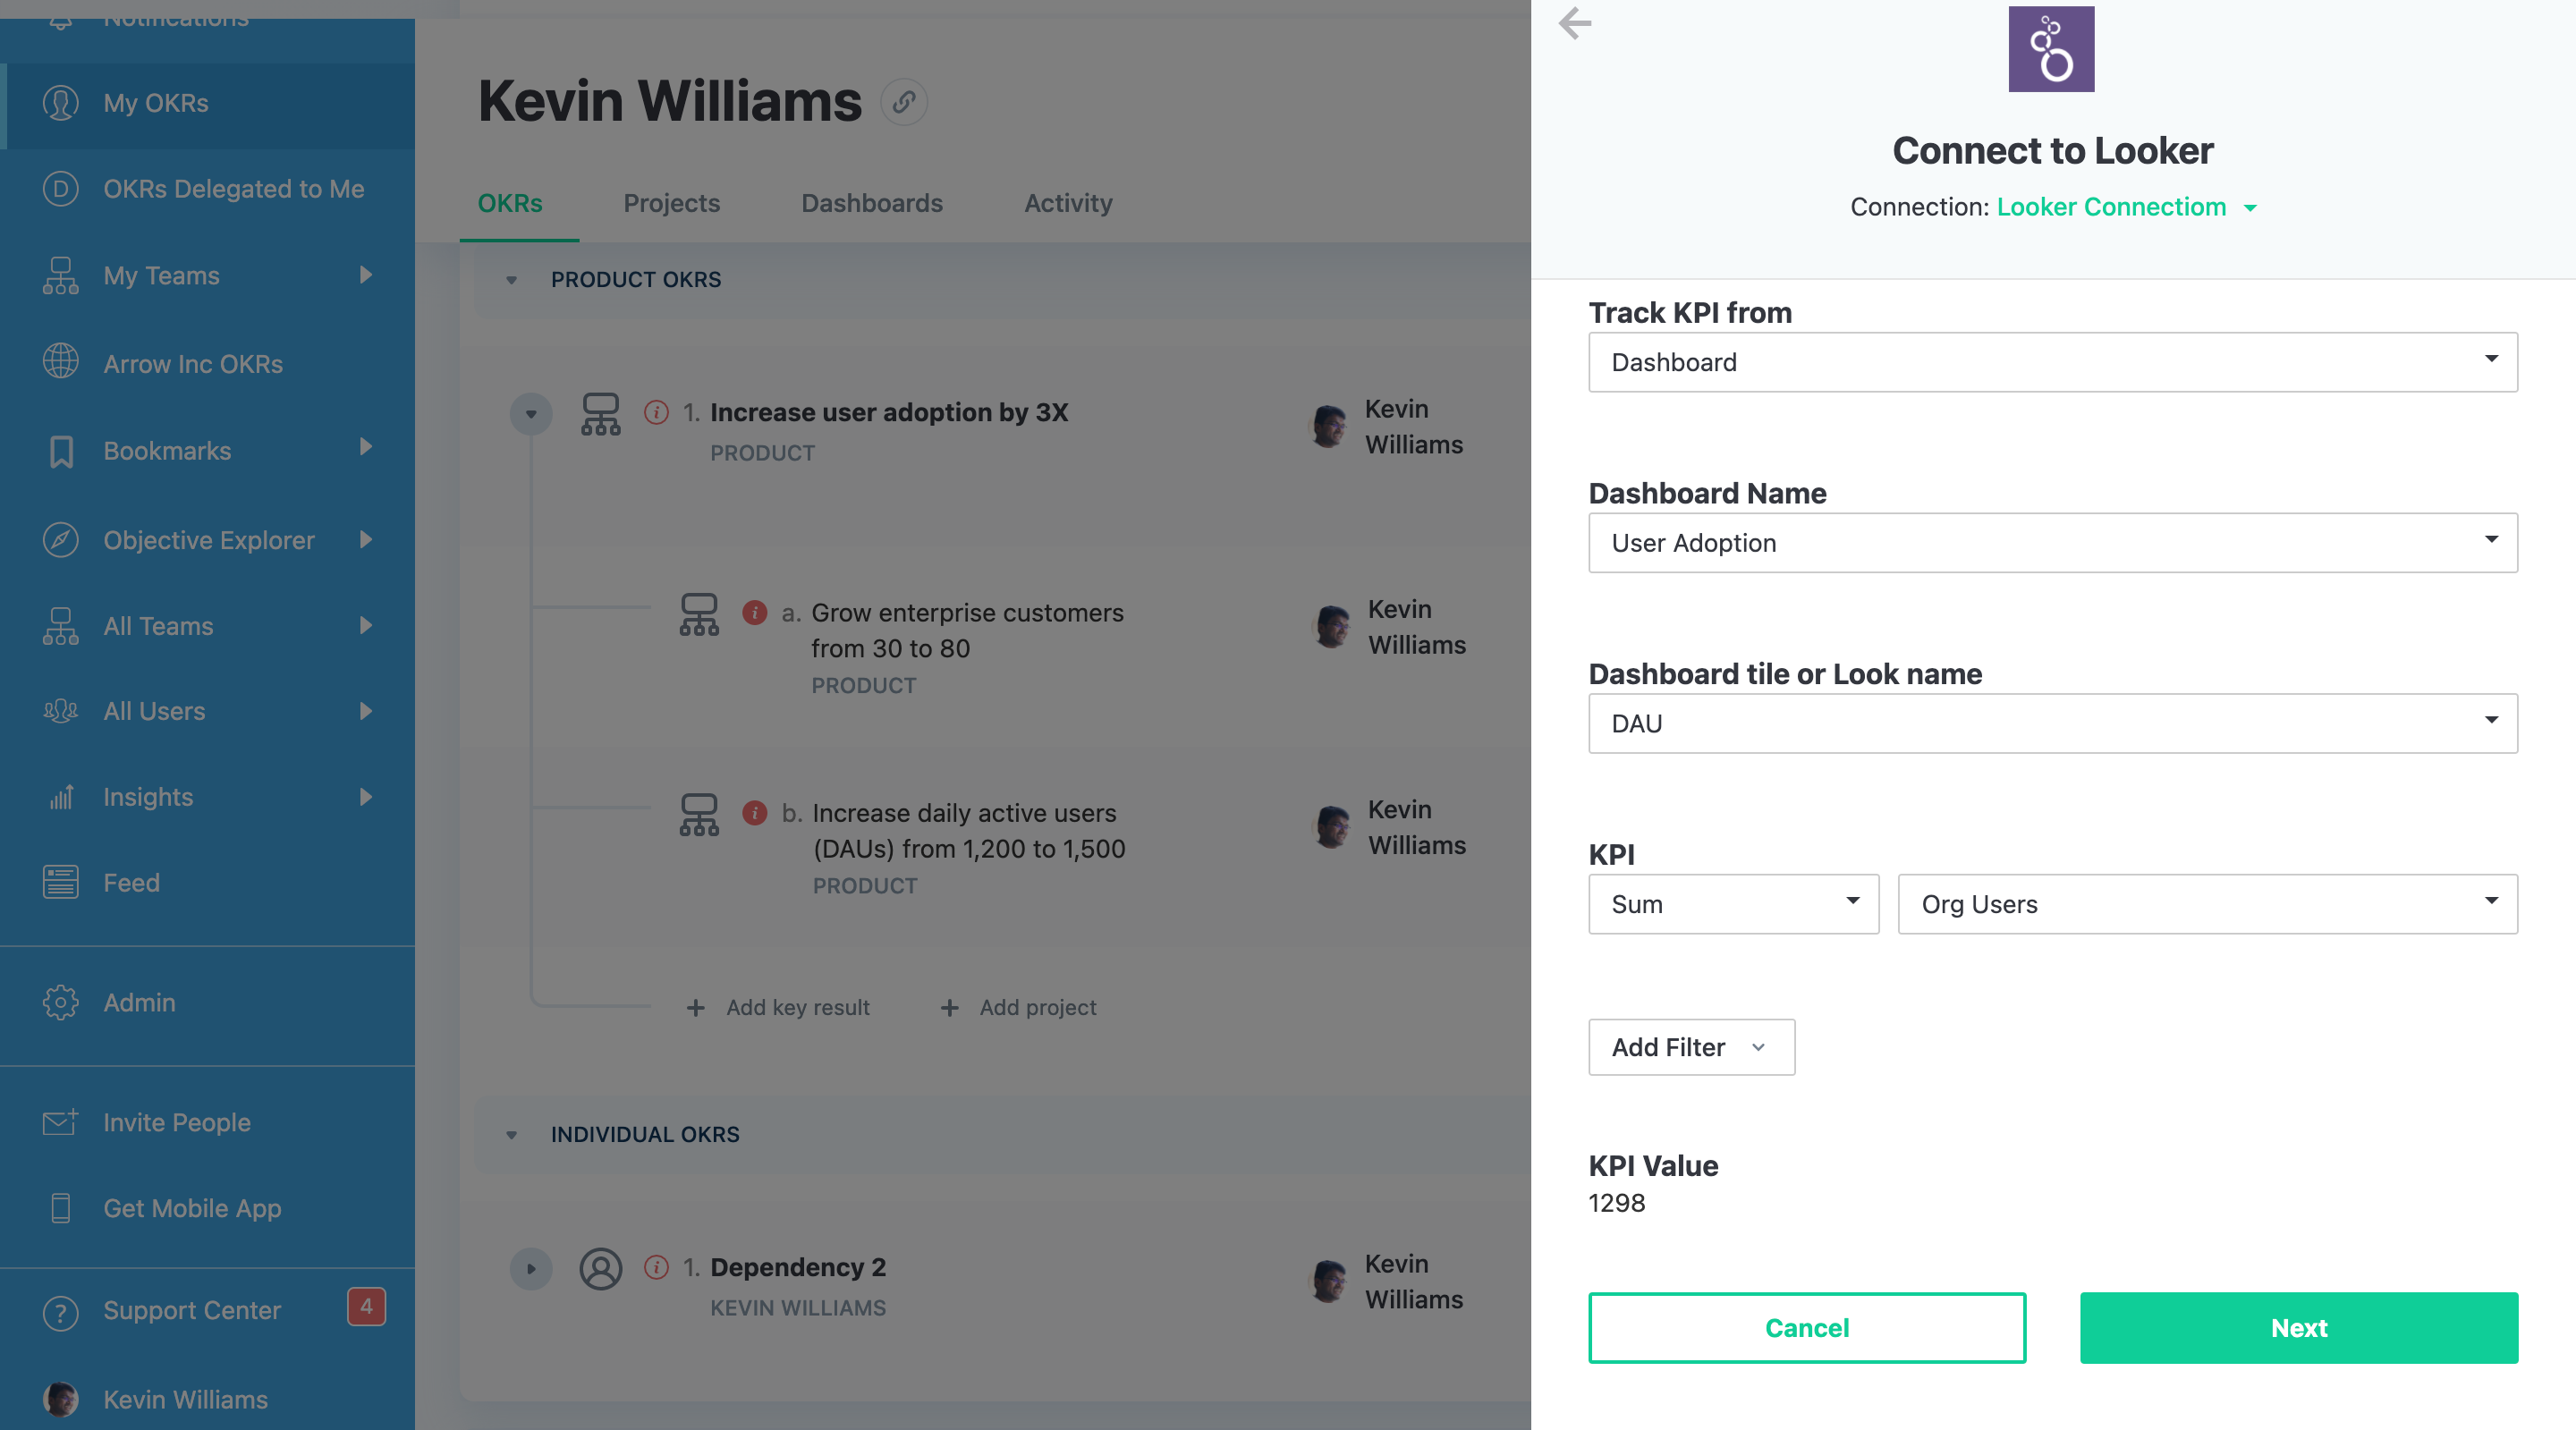 Notifications
My OKRs
OKRs Delegated to Me
My Teams
Arrow Inc OKRs
Bookmarks
Objective Explorer
All Teams
All Users
Insights
Feed
Admin
Invite People
Get Mobile App
Support Center 4
Kevin Williams
Kevin Williams
OKRs Projects Dashboards Activity
PRODUCT OKRS
1. Increase user adoption by 3X
PRODUCT
Kevin
Williams
a. Grow enterprise customers
from 30 to 80
PRODUCT
Kevin
Williams
b. Increase daily active users
(DAUs) from 1,200 to 1,500
PRODUCT
Kevin
Williams
+ Add key result + Add project
INDIVIDUAL OKRS
1. Dependency 2
KEVIN WILLIAMS
Kevin
Williams
Connect to Looker
Connection: Looker Connectiom
Track KPI from
Dashboard
Dashboard Name
User Adoption
Dashboard tile or Look name
DAU
KPI
Sum Org Users
Add Filter
KPI Value
1298
Cancel Next